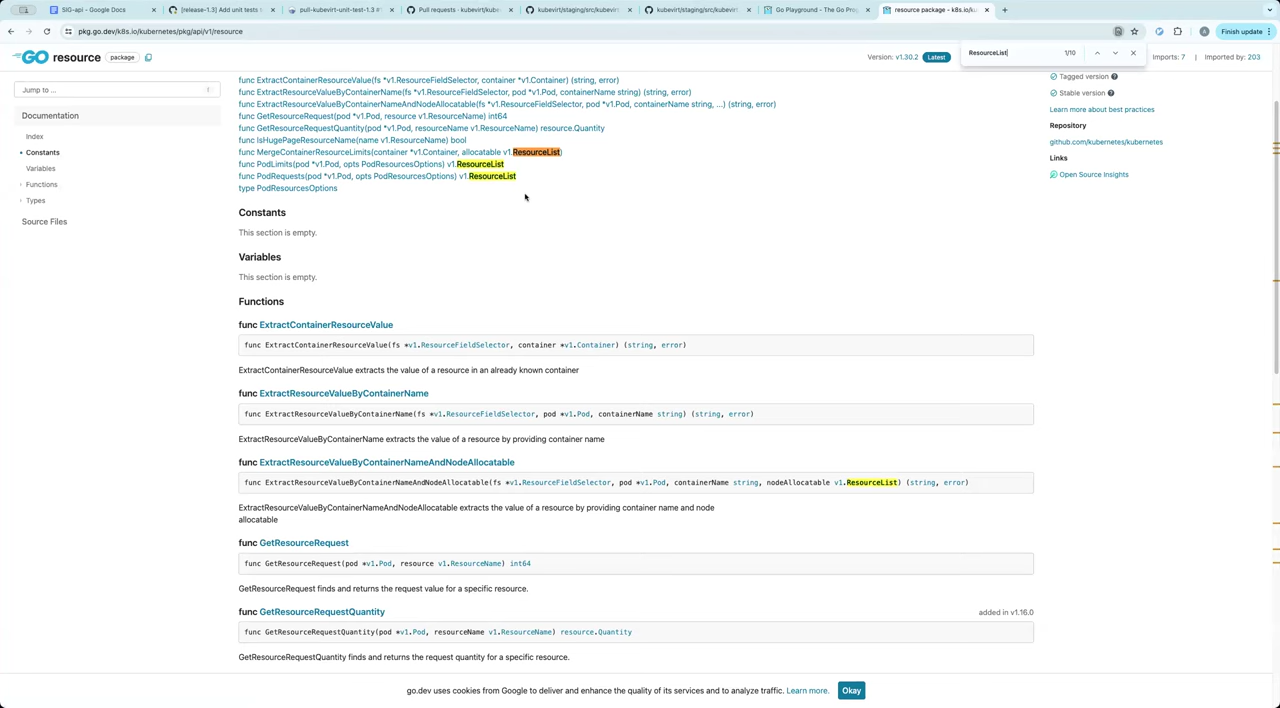 SIG-api - Google Docs
[release-1.3] Add unit tests
pull-kubevirt-unit-test-1.3 #
Pull requests · kubevirt/kube
kubevirt/staging/src/kubevirt
kubevirt/staging/src/kubevirt
Go Playground - The Go Pro
resource package - k8s.io/ku
pkg.go.dev/k8s.io/kubernetes/pkg/api/v1/resource
Finish update
GO resource package
Version: v1.30.2 Latest
ResourceList 1/10
Imports: 7 | Imported by: 203
Jump to ... f
Documentation
Index
Constants
Variables
Functions
Types
Source Files
func ExtractContainerResourceValue(fs *v1.ResourceFieldSelector, container *v1.Container) (string, error)
func ExtractResourceValueByContainerName(fs *v1.ResourceFieldSelector, pod *v1.Pod, containerName string) (string, error)
func ExtractResourceValueByContainerNameAndNodeAllocatable(fs *v1.ResourceFieldSelector, pod *v1.Pod, containerName string, ...) (string, error)
func GetResourceRequest(pod *v1.Pod, resource v1.ResourceName) int64
func GetResourceRequestQuantity(pod *v1.Pod, resourceName v1.ResourceName) resource.Quantity
func IsHugePageResourceName(name v1.ResourceName) bool
func MergeContainerResourceLimits(container *v1.Container, allocatable v1.ResourceList)
func PodLimits(pod *v1.Pod, opts PodResourcesOptions) v1.ResourceList
func PodRequests(pod *v1.Pod, opts PodResourcesOptions) v1.ResourceList
type PodResourcesOptions
Constants
This section is empty.
Variables
This section is empty.
Functions
func ExtractContainerResourceValue
func ExtractContainerResourceValue(fs *v1.ResourceFieldSelector, container *v1.Container) (string, error)
ExtractContainerResourceValue extracts the value of a resource in an already known container
func ExtractResourceValueByContainerName
func ExtractResourceValueByContainerName(fs *v1.ResourceFieldSelector, pod *v1.Pod, containerName string) (string, error)
ExtractResourceValueByContainerName extracts the value of a resource by providing container name
func ExtractResourceValueByContainerNameAndNodeAllocatable
func ExtractResourceValueByContainerNameAndNodeAllocatable(fs *v1.ResourceFieldSelector, pod *v1.Pod, containerName string, nodeAllocatable v1.ResourceList) (string, error)
ExtractResourceValueByContainerNameAndNodeAllocatable extracts the value of a resource by providing container name and node
allocatable
func GetResourceRequest
func GetResourceRequest(pod *v1.Pod, resource v1.ResourceName) int64
GetResourceRequest finds and returns the request value for a specific resource.
func GetResourceRequestQuantity added in v1.16.0
func GetResourceRequestQuantity(pod *v1.Pod, resourceName v1.ResourceName) resource.Quantity
GetResourceRequestQuantity finds and returns the request quantity for a specific resource.
Tagged version
Stable version
Learn more about best practices
Repository
github.com/kubernetes/kubernetes
Links
Open Source Insights
go.dev uses cookies from Google to deliver and enhance the quality of its services and to analyze traffic. Learn more. Okay